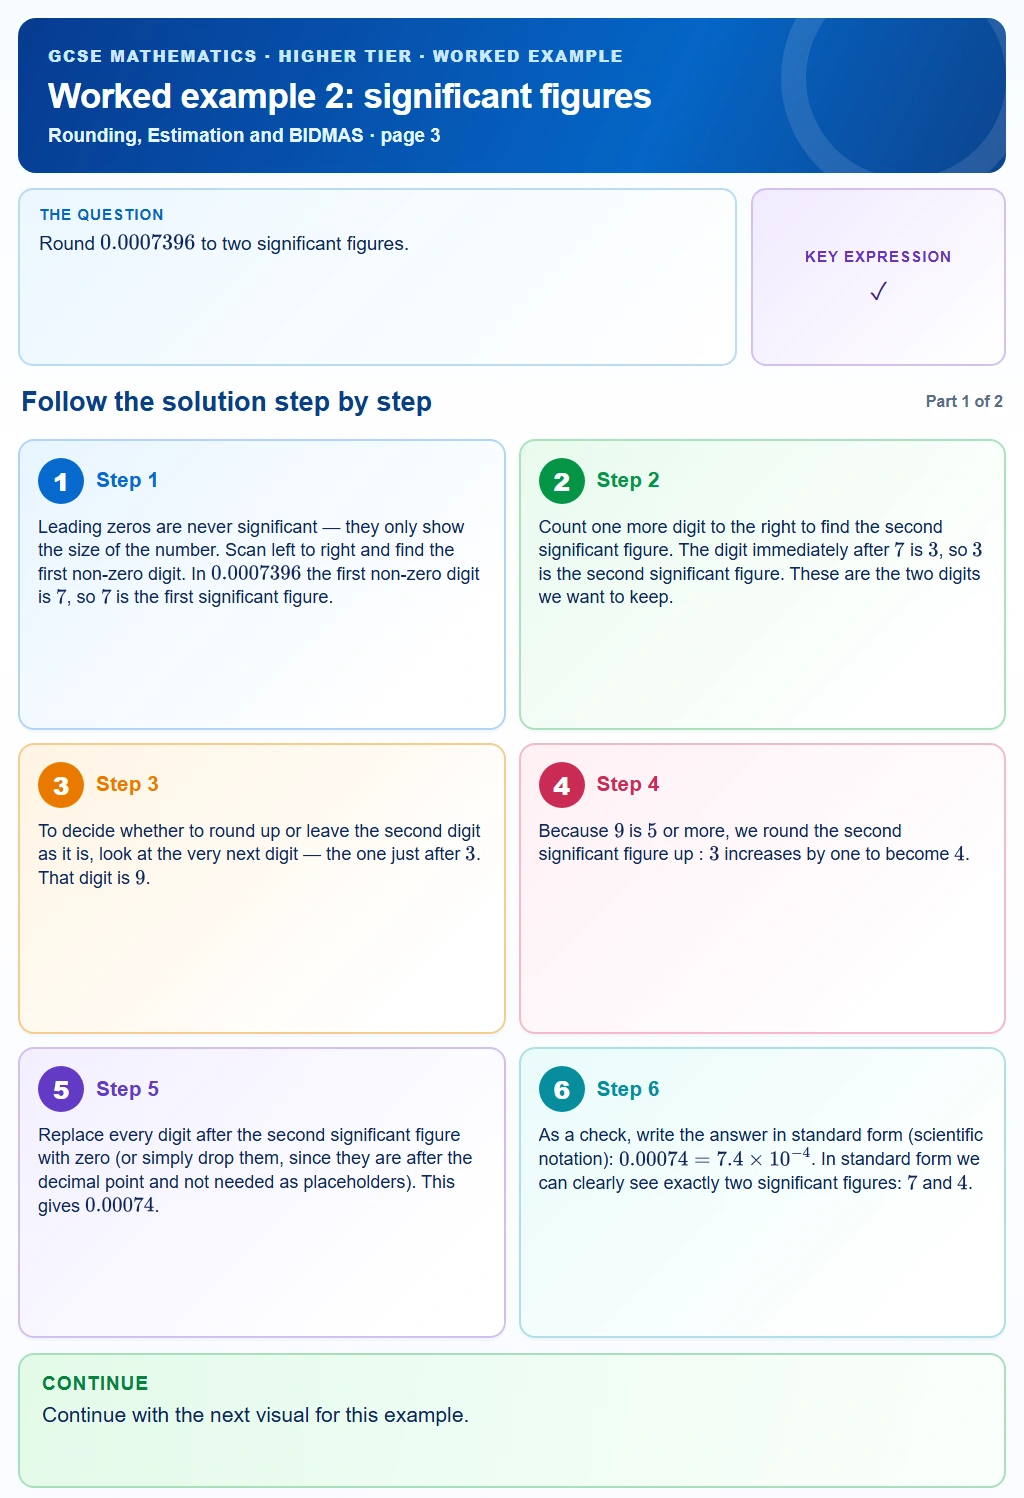 GCSE MATHEMATICS · HIGHER TIER · WORKED EXAMPLE
Worked example 2: significant figures
Rounding, Estimation and BIDMAS · page 3
THE QUESTION
Round 0.0007396 to two significant figures.
KEY EXPRESSION
✓
Follow the solution step by step
Part 1 of 2
1 Step 1
Leading zeros are never significant — they only show
the size of the number. Scan left to right and find the
first non-zero digit. In 0.0007396 the first non-zero digit
is 7, so 7 is the first significant figure.
2 Step 2
Count one more digit to the right to find the second
significant figure. The digit immediately after 7 is 3, so 3
is the second significant figure. These are the two digits
we want to keep.
3 Step 3
To decide whether to round up or leave the second digit
as it is, look at the very next digit — the one just after 3.
That digit is 9.
4 Step 4
Because 9 is 5 or more, we round the second
significant figure up : 3 increases by one to become 4.
5 Step 5
Replace every digit after the second significant figure
with zero (or simply drop them, since they are after the
decimal point and not needed as placeholders). This
gives 0.00074.
6 Step 6
As a check, write the answer in standard form (scientific
notation): 0.00074 = 7.4 × 10⁻⁴. In standard form we
can clearly see exactly two significant figures: 7 and 4.
CONTINUE
Continue with the next visual for this example.